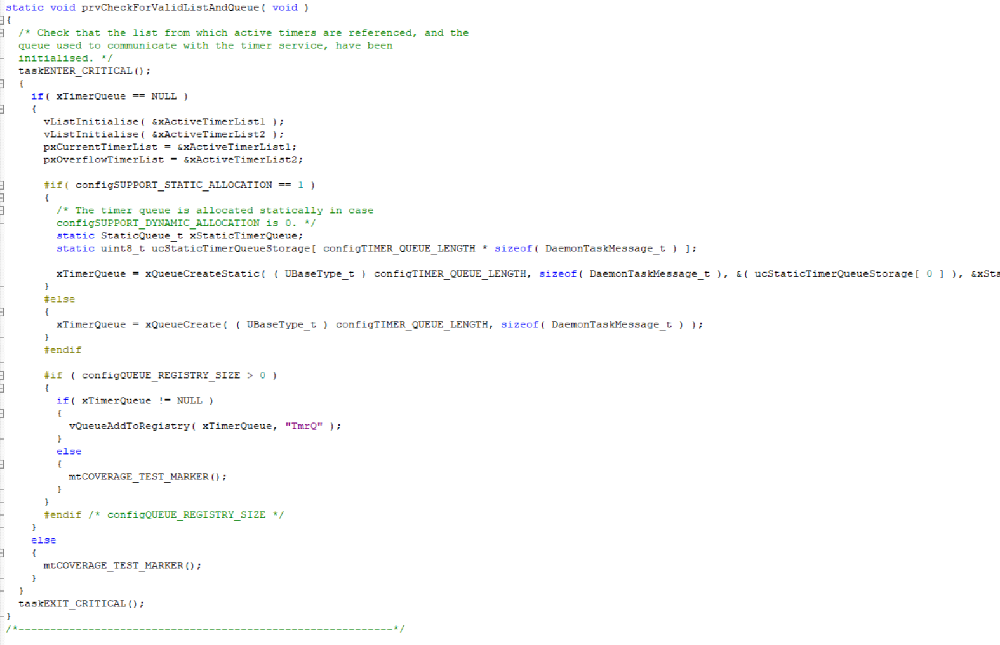 static void prvCheckForValidListAndQueue( void )
{
/* Check that the list from which active timers are referenced, and the
queue used to communicate with the timer service, have been
initialised. */
taskENTER_CRITICAL();
{
if( xTimerQueue == NULL )
{
vListInitialise( &xActiveTimerList1 );
vListInitialise( &xActiveTimerList2 );
pxCurrentTimerList = &xActiveTimerList1;
pxOverflowTimerList = &xActiveTimerList2;
#if( configSUPPORT_STATIC_ALLOCATION == 1 )
{
/* The timer queue is allocated statically in case
configSUPPORT_DYNAMIC_ALLOCATION is 0. */
static StaticQueue_t xStaticTimerQueue;
static uint8_t ucStaticTimerQueueStorage[ configTIMER_QUEUE_LENGTH * sizeof( DaemonTaskMessage_t ) ];
xTimerQueue = xQueueCreateStatic( ( UBaseType_t ) configTIMER_QUEUE_LENGTH, sizeof( DaemonTaskMessage_t ), &( ucStaticTimerQueueStorage[ 0 ] ), &xSta
}
#else
{
xTimerQueue = xQueueCreate( ( UBaseType_t ) configTIMER_QUEUE_LENGTH, sizeof( DaemonTaskMessage_t ) );
}
#endif
#if ( configQUEUE_REGISTRY_SIZE > 0 )
{
if( xTimerQueue != NULL )
{
vQueueAddToRegistry( xTimerQueue, "TmrQ" );
}
else
{
mtCOVERAGE_TEST_MARKER();
}
}
#endif /* configQUEUE_REGISTRY_SIZE */
}
else
{
mtCOVERAGE_TEST_MARKER();
}
}
taskEXIT_CRITICAL();
}
/*-----------------------------------------------------------*/